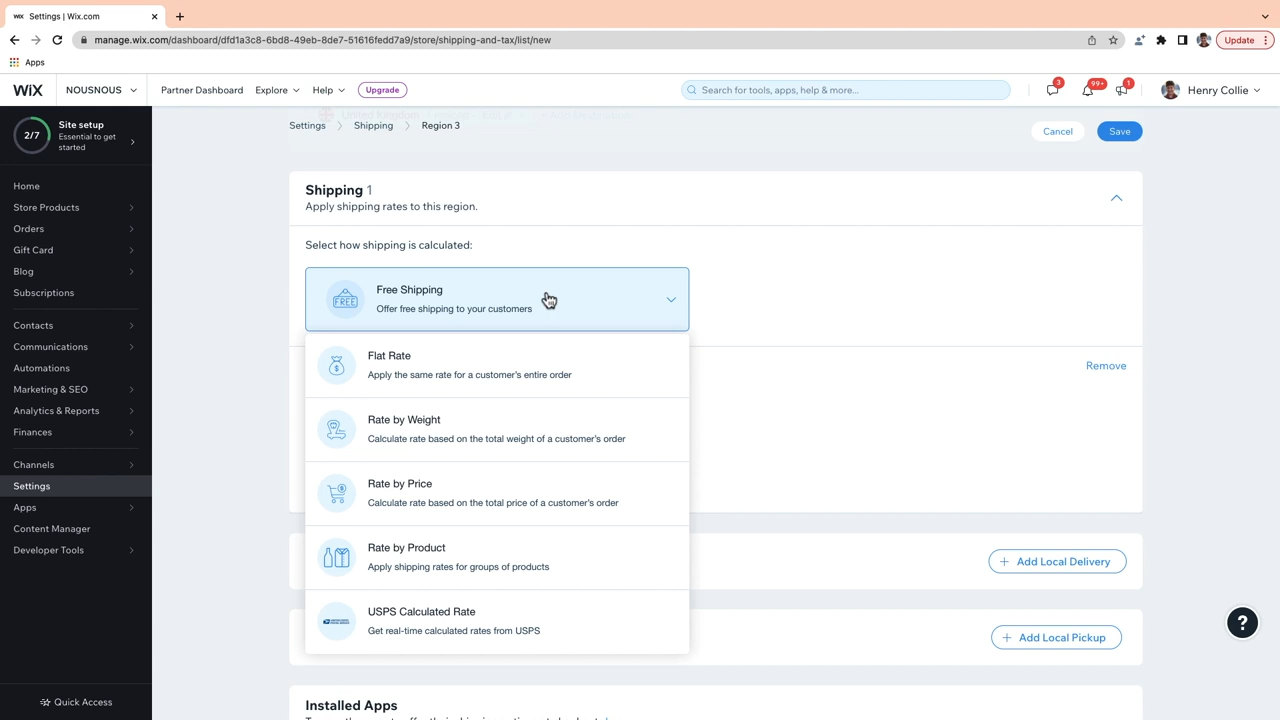 WiX Settings | Wix.com
manage.wix.com/dashboard/dfd1a3c8-6bd8-49eb-8de7-51616fedd7a9/store/shipping-and-tax/list/new
Update
Apps
WiX
NOUSNOUS
Partner Dashboard
Explore
Help
Upgrade
Search for tools, apps, help & more...
3
99+
1
Henry Collie
2/7
Site setup
Essential to get
started
Home
Store Products
Orders
Gift Card
Blog
Subscriptions
Contacts
Communications
Automations
Marketing & SEO
Analytics & Reports
Finances
Channels
Settings
Apps
Content Manager
Developer Tools
Quick Access
United Kingdom
Settings
Shipping
Region 3
Cancel
Save
Shipping 1
Apply shipping rates to this region.
Select how shipping is calculated:
FREE
Free Shipping
Offer free shipping to your customers
Flat Rate
Apply the same rate for a customer's entire order
Rate by Weight
Calculate rate based on the total weight of a customer's order
Rate by Price
Calculate rate based on the total price of a customer's order
Rate by Product
Apply shipping rates for groups of products
USPS Calculated Rate
Get real-time calculated rates from USPS
Remove
+ Add Local Delivery
+ Add Local Pickup
?
Installed Apps